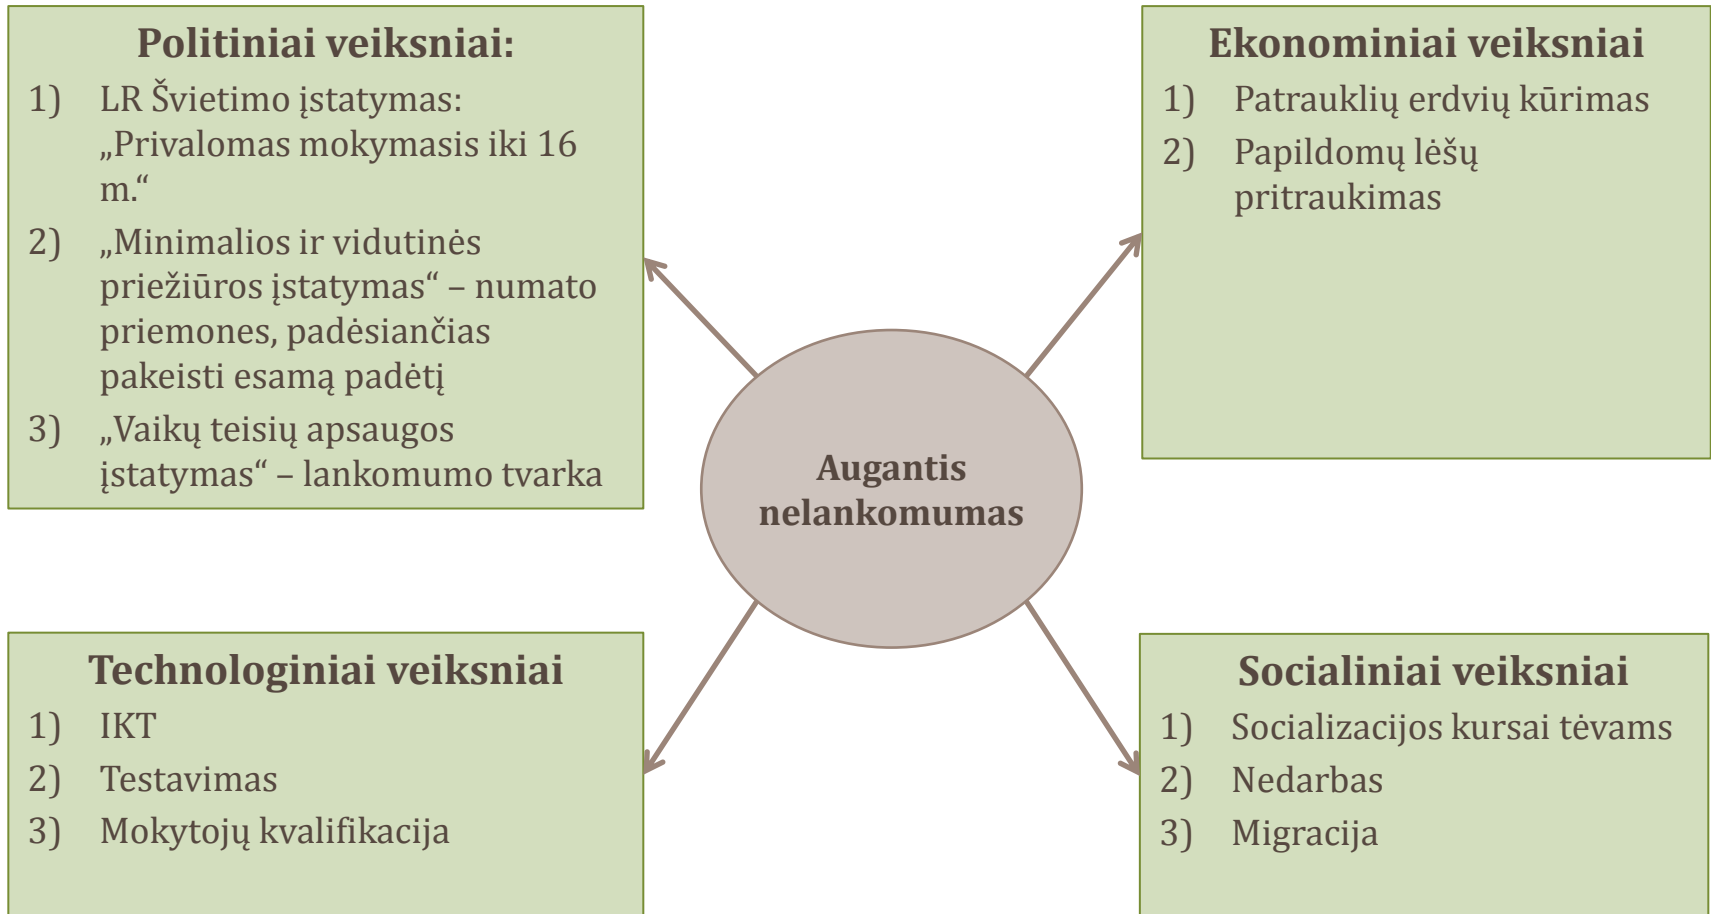 Politiniai veiksniai:
1) LR Švietimo įstatymas:
„Privalomas mokymasis iki 16
m.“
2) „Minimalios ir vidutinės
priežiūros įstatymas“ – numato
priemones, padėsiančias
pakeisti esamą padėtį
3) „Vaikų teisių apsaugos
įstatymas“ – lankomumo tvarka
Ekonominiai veiksniai
1) Patrauklių erdvių kūrimas
2) Papildomų lėšų
pritraukimas
Augantis
nelankomumas
Technologiniai veiksniai
1) IKT
2) Testavimas
3) Mokytojų kvalifikacija
Socialiniai veiksniai
1) Socializacijos kursai tėvams
2) Nedarbas
3) Migracija